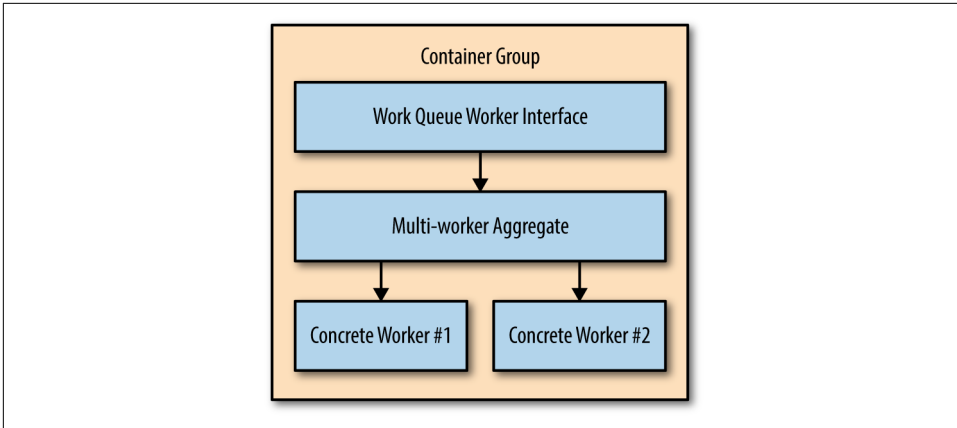 Container Group
Work Queue Worker Interface
Multi-worker Aggregate
Concrete Worker #1
Concrete Worker #2